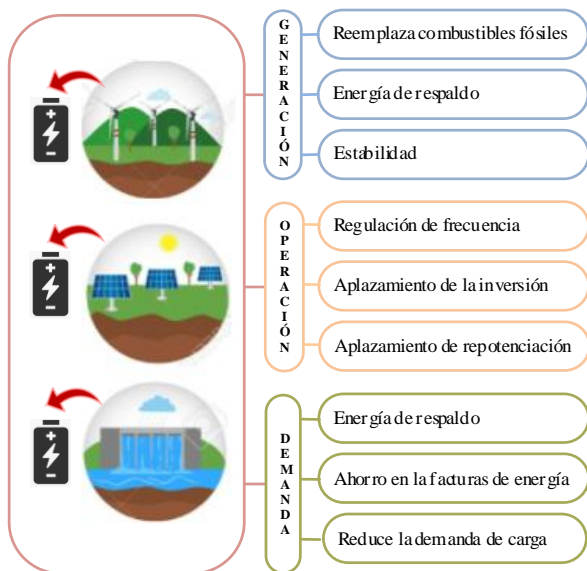 GENERACIÓN
Reemplaza combustibles fósiles
Energía de respaldo
Estabilidad
OPERACIÓN
Regulación de frecuencia
Aplazamiento de la inversión
Aplazamiento de repotenciación
DEMANDA
Energía de respaldo
Ahorro en la facturas de energía
Reduce la demanda de carga